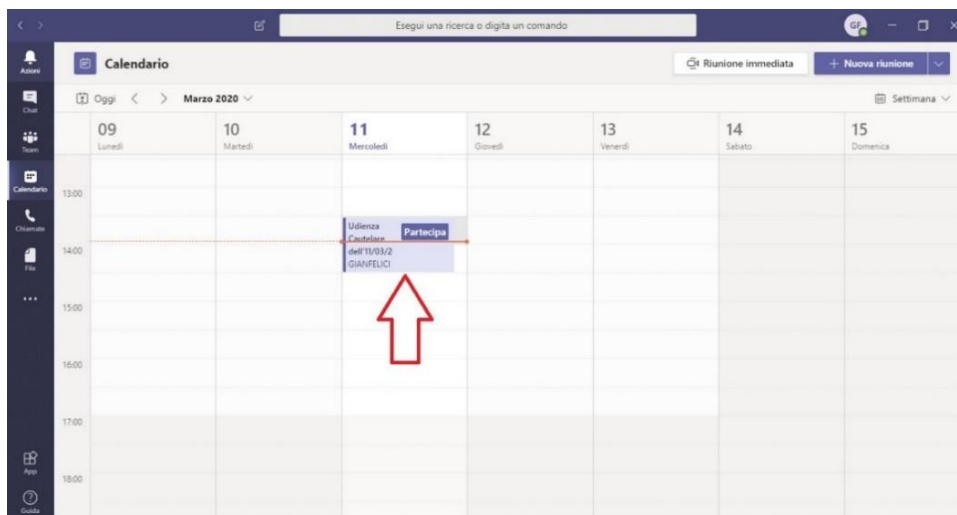 Esegui una ricerca o digita un comando
GF
Azioni
Calendario
Riunione immediata
+ Nuova riunione
Chat
Oggi
Marzo 2020
Settimana
Team
09
Lunedì
10
Martedì
11
Mercoledì
12
Giovedì
13
Venerdì
14
Sabato
15
Domenica
Calendario
13:00
Chiamate
Udienza
Partecipa
Cautelare
dell'11/03/2
GIANFELICI
14:00
File
15:00
16:00
17:00
App
18:00
Guida